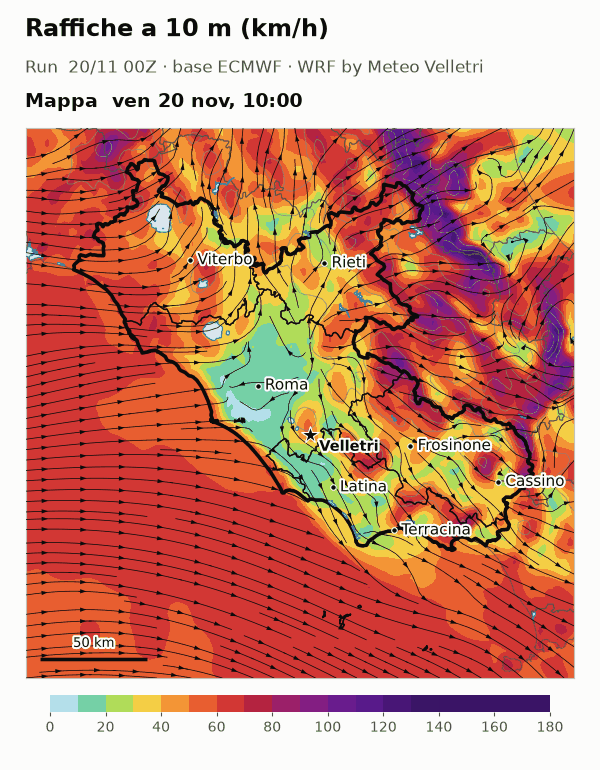 Raffiche a 10 m (km/h)
Run  20/11 00Z · base ECMWF · WRF by Meteo Velletri
Mappa  ven 20 nov, 10:00
Viterbo
Rieti
Roma
Velletri
Frosinone
Cassino
Latina
Terracina
50 km
0 20 40 60 80 100 120 140 160 180